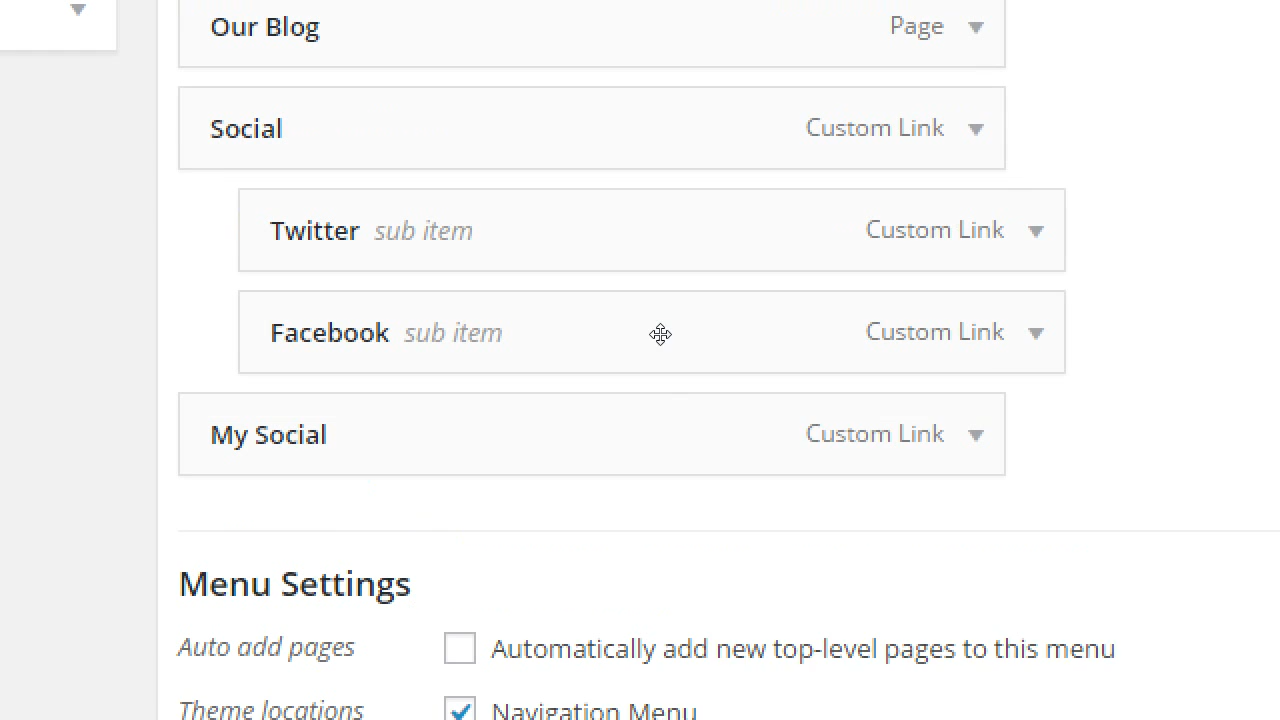 Our Blog Page
Social Custom Link
Twitter sub item Custom Link
Facebook sub item Custom Link
My Social Custom Link
Menu Settings
Auto add pages Automatically add new top-level pages to this menu
Theme locations Navigation Menu